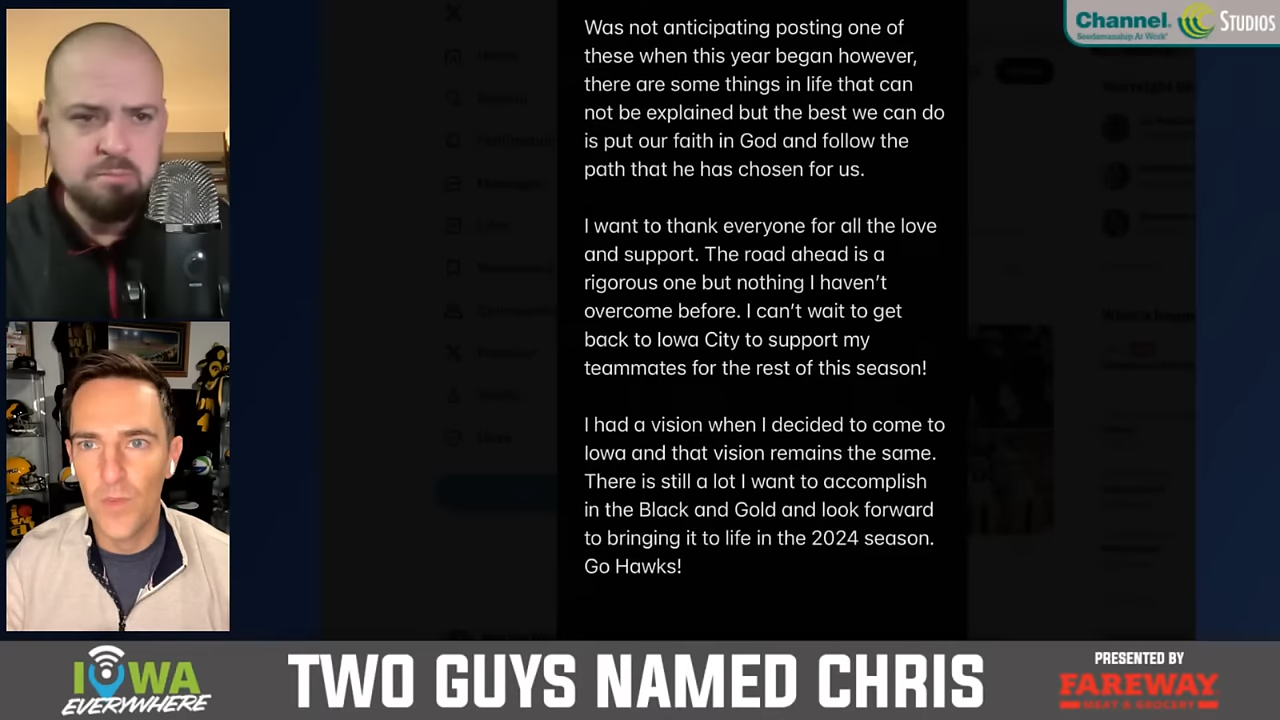 Was not anticipating posting one of
these when this year began however,
there are some things in life that can
not be explained but the best we can do
is put our faith in God and follow the
path that he has chosen for us.
I want to thank everyone for all the love
and support. The road ahead is a
rigorous one but nothing I haven't
overcome before. I can't wait to get
back to Iowa City to support my
teammates for the rest of this season!
I had a vision when I decided to come to
Iowa and that vision remains the same.
There is still a lot I want to accomplish
in the Black and Gold and look forward
to bringing it to life in the 2024 season.
Go Hawks!
Channel
Seedsmanship At Work
STUDIOS
IOWA
EVERYWHERE
TWO GUYS NAMED CHRIS
PRESENTED BY
FAREWAY
MEAT & GROCERY